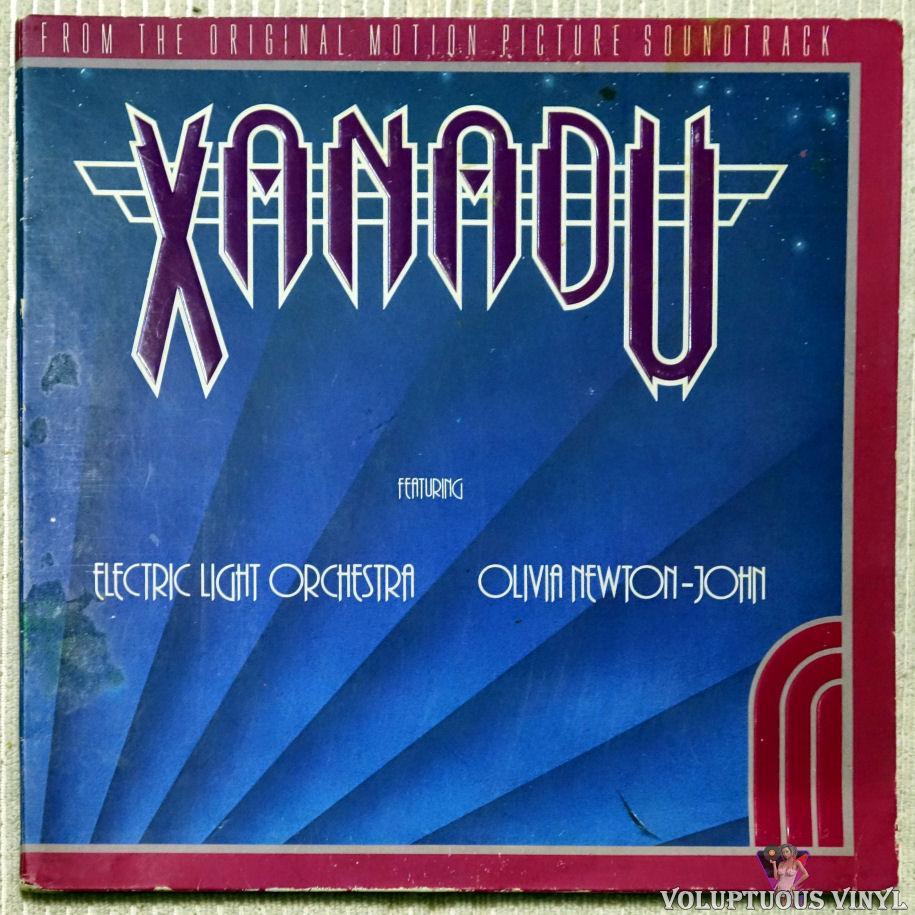 FROM THE ORIGINAL MOTION PICTURE SOUNDTRACK
XANADU
FEATURING
ELECTRIC LIGHT ORCHESTRA OLIVIA NEWTON-JOHN
VOLUPTUOUS VINYL